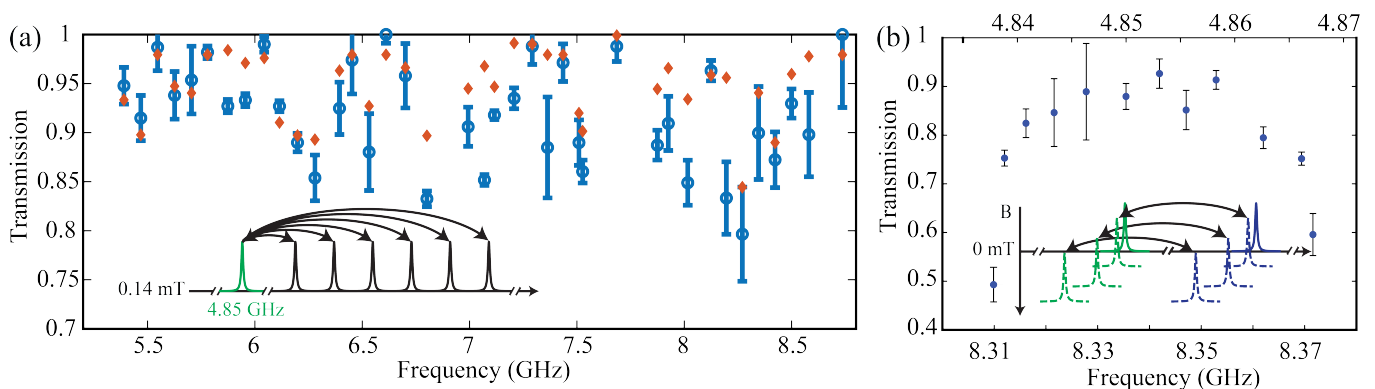 (a)
Transmission
1
0.95
0.9
0.85
0.8
0.75
0.7
0.14 mT
4.85 GHz
5.5 6 6.5 7 7.5 8 8.5
Frequency (GHz)
(b)
4.84 4.85 4.86 4.87
Transmission
1
0.9
0.8
0.7
0.6
0.5
0.4
B
0 mT
8.31 8.33 8.35 8.37
Frequency (GHz)